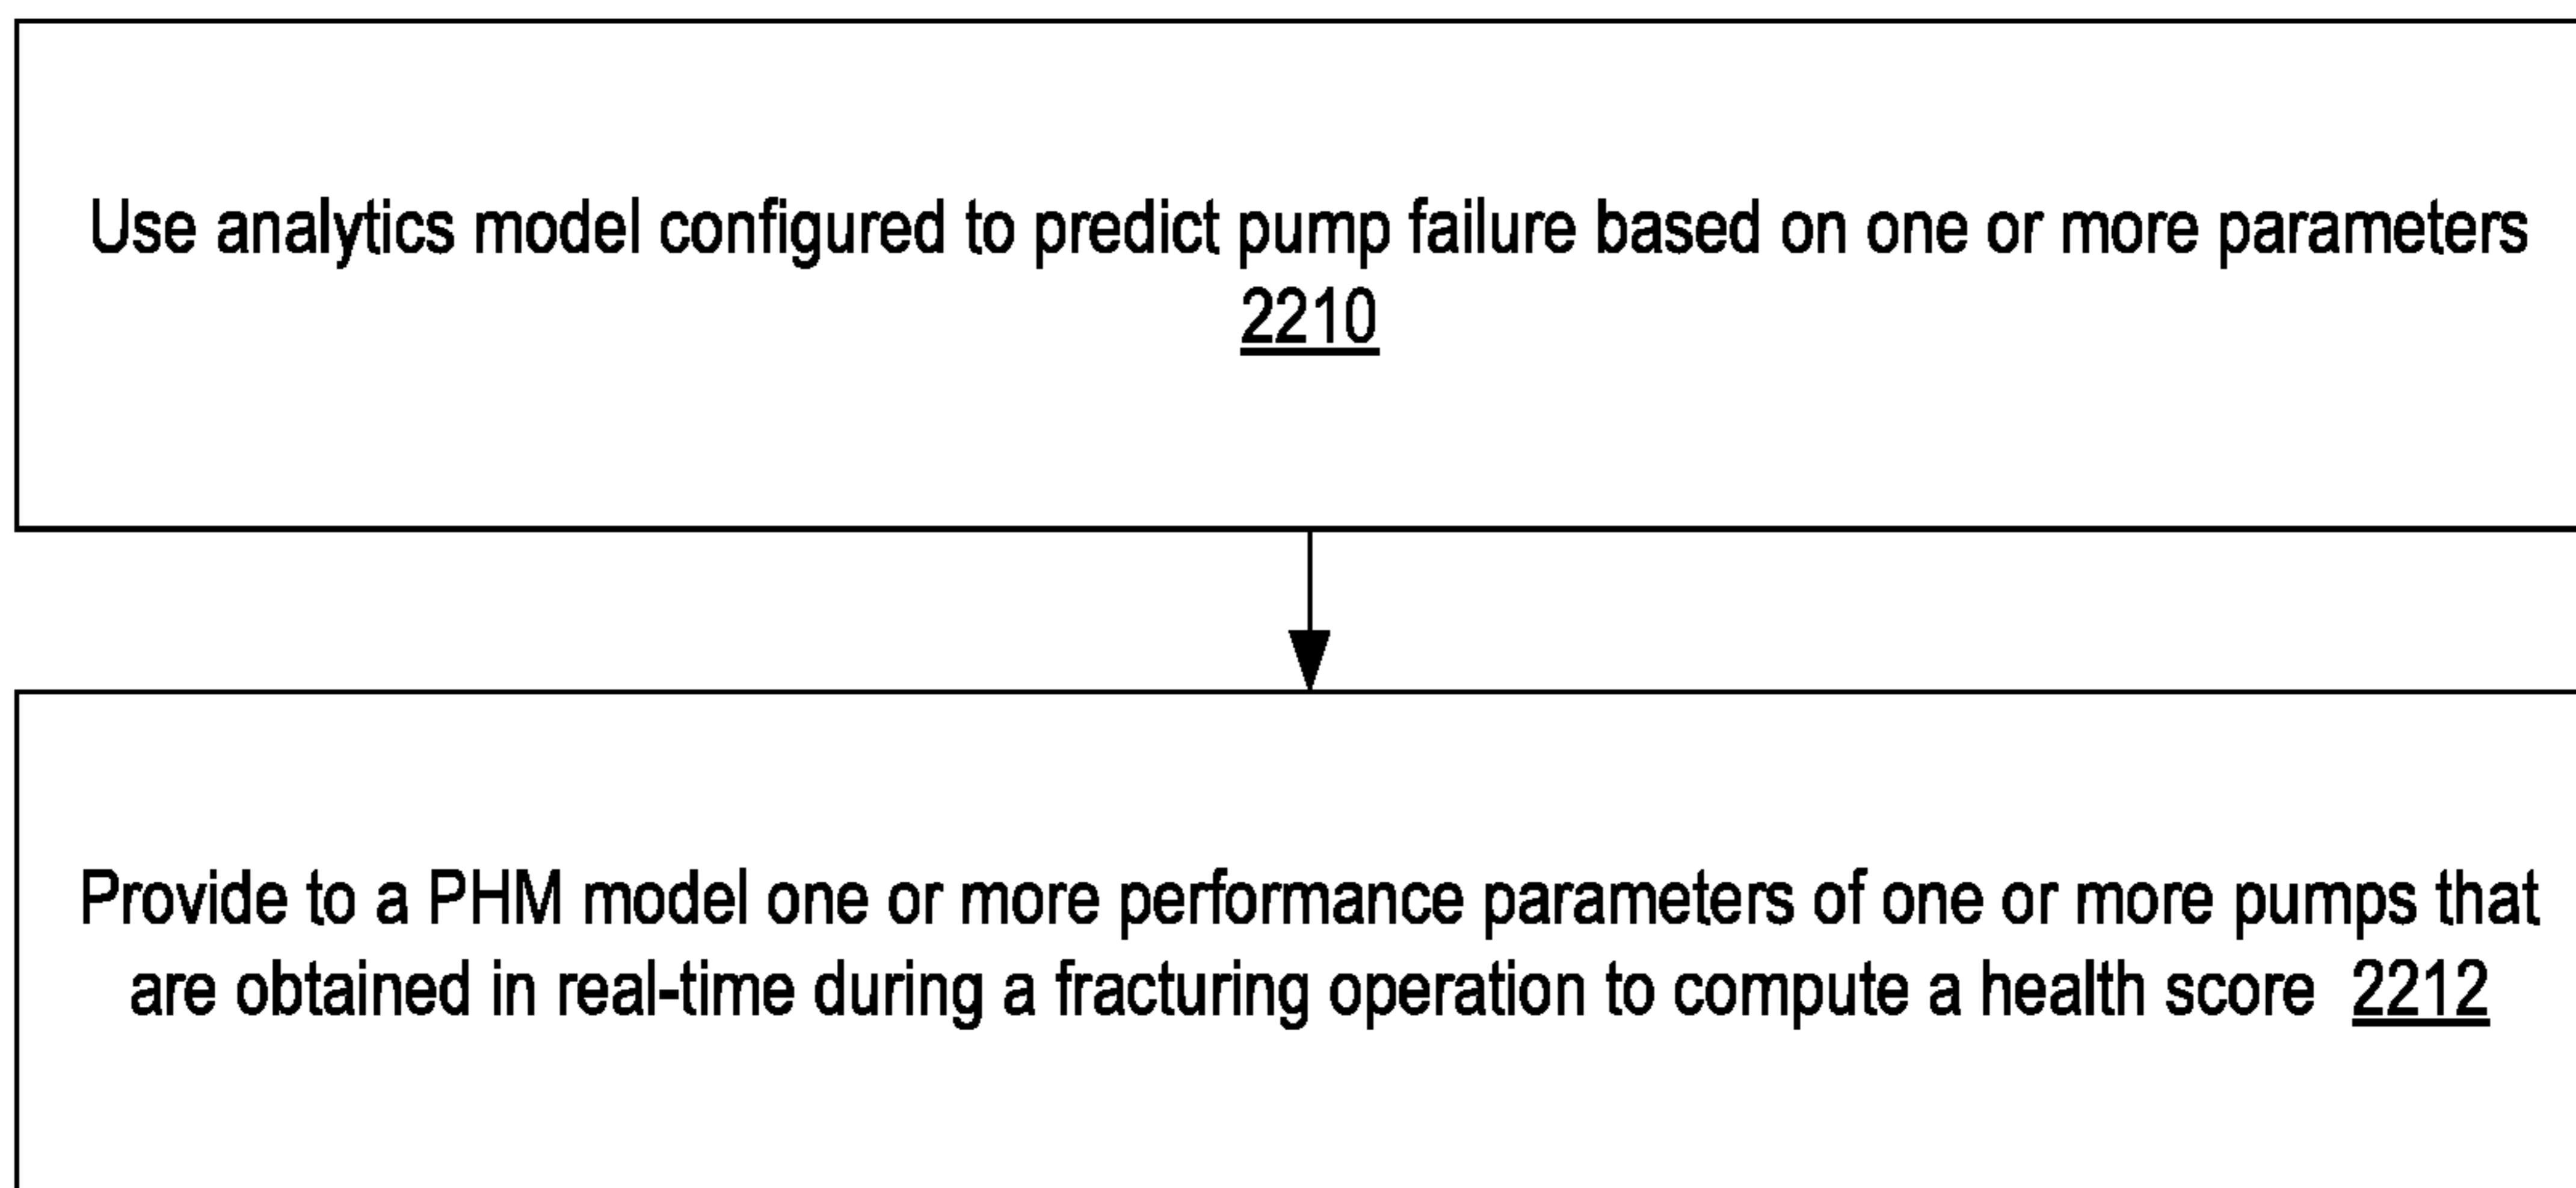 Use analytics model configured to predict pump failure based on one or more parameters
2210
Provide to a PHM model one or more performance parameters of one or more pumps that
are obtained in real-time during a fracturing operation to compute a health score 2212